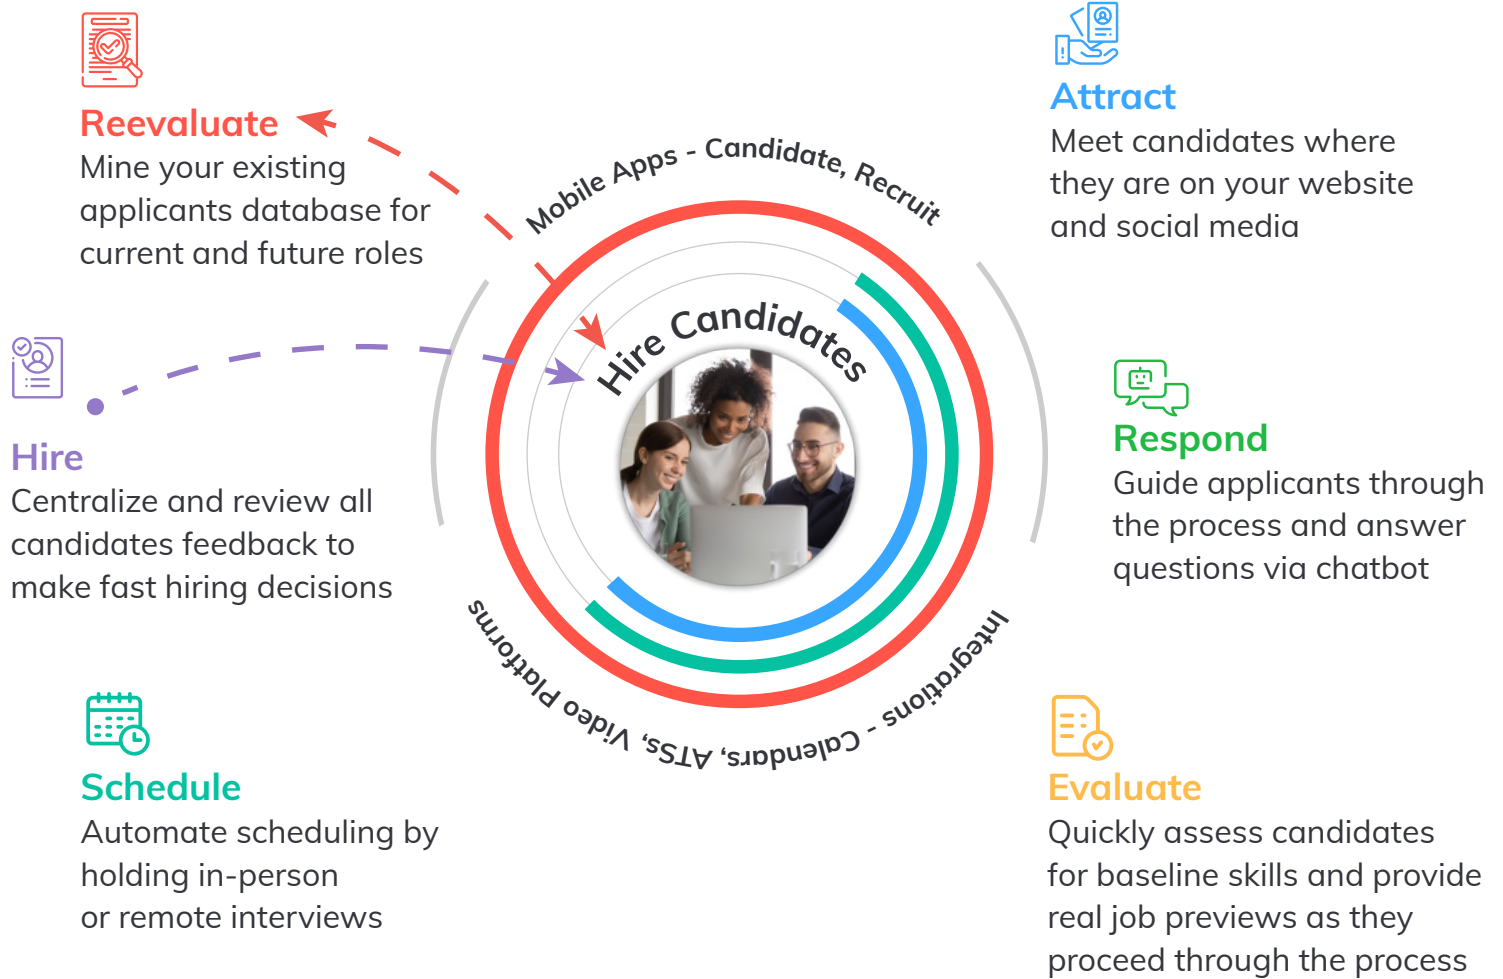 Reevaluate
Mine your existing
applicants database for
current and future roles
Hire
Centralize and review all
candidates feedback to
make fast hiring decisions
Schedule
Automate scheduling by
holding in-person
or remote interviews
Mobile Apps - Candidate, Recruit
Hire Candidates
Integrations - Calendars, ATSs, Video Platforms
Attract
Meet candidates where
they are on your website
and social media
Respond
Guide applicants through
the process and answer
questions via chatbot
Evaluate
Quickly assess candidates
for baseline skills and provide
real job previews as they
proceed through the process